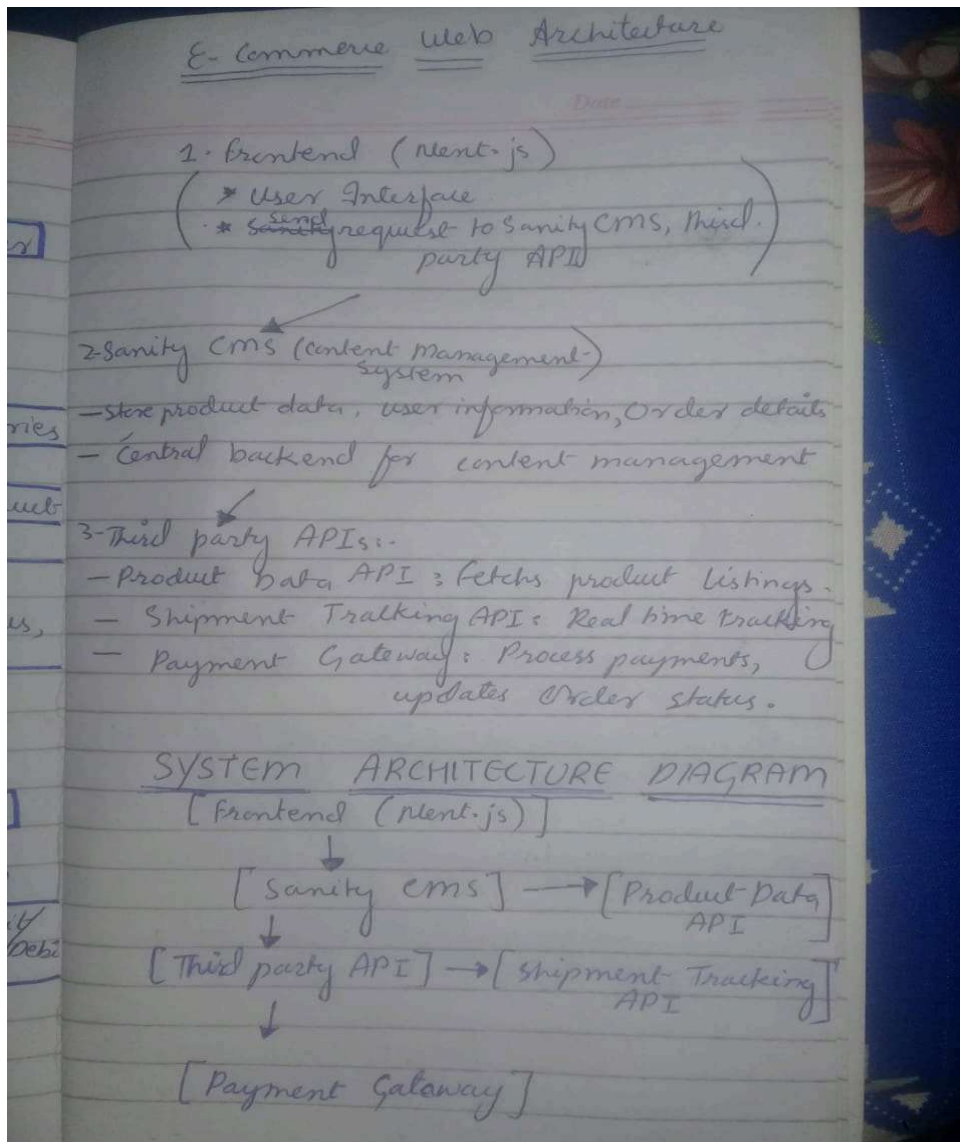 E-Commerce Web Architecture
Date
1. Frontend (Next.js)
* User Interface
send
* sanity request to Sanity CMS, third
party API
2-Sanity CMS (Content Management
System)
- Store product data, user information, Order details
- Central backend for content management
3-Third party APIs:-
- Product Data API : Fetchs product listings.
- Shipment Tracking API : Real time tracking
- Payment Gateway : Process payments,
updates Order status.
SYSTEM ARCHITECTURE DIAGRAM
[Frontend (Next.js)]
[Sanity CMS] → [Product Data
API]
[Third party API] → [Shipment Tracking
API]
[Payment Gateway]
ries
Debi